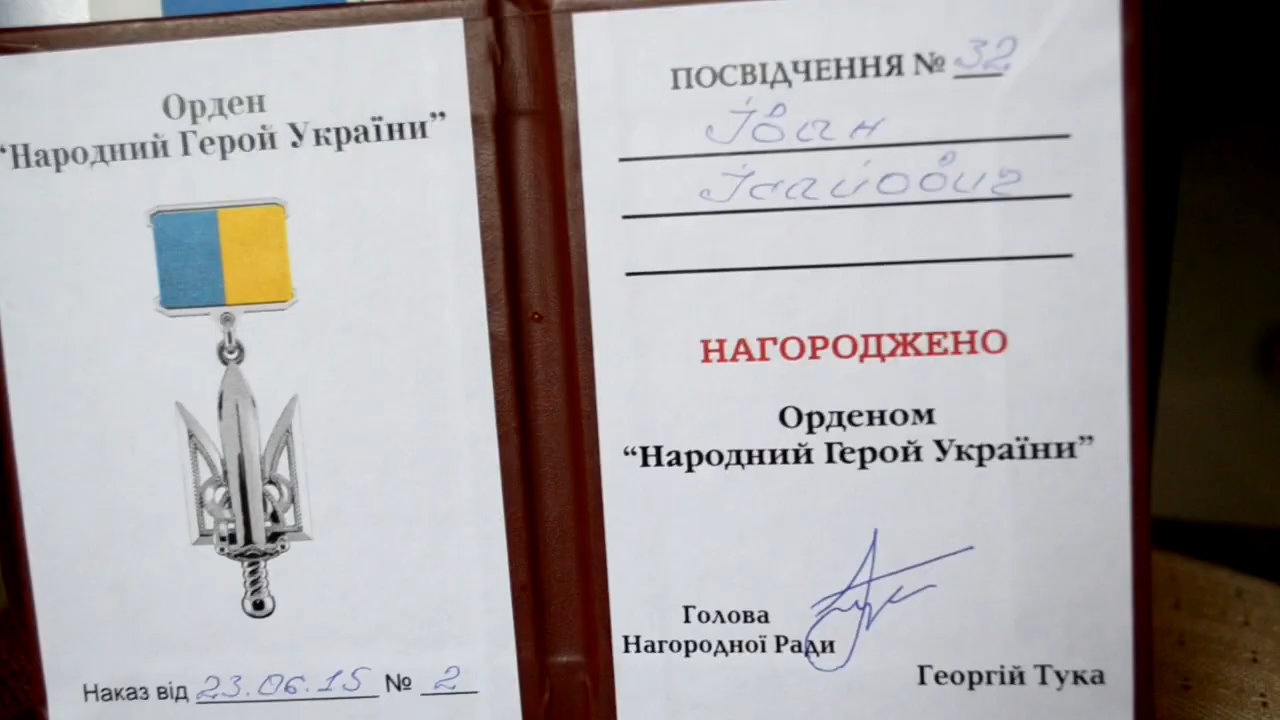 Орден
“Народний Герой України”
Наказ від 23.06.15 № 2
ПОСВІДЧЕННЯ № 32
Іван
Ісайович
НАГОРОДЖЕНО
Орденом
“Народний Герой України”
Голова
Нагородної Ради
Георгій Тука